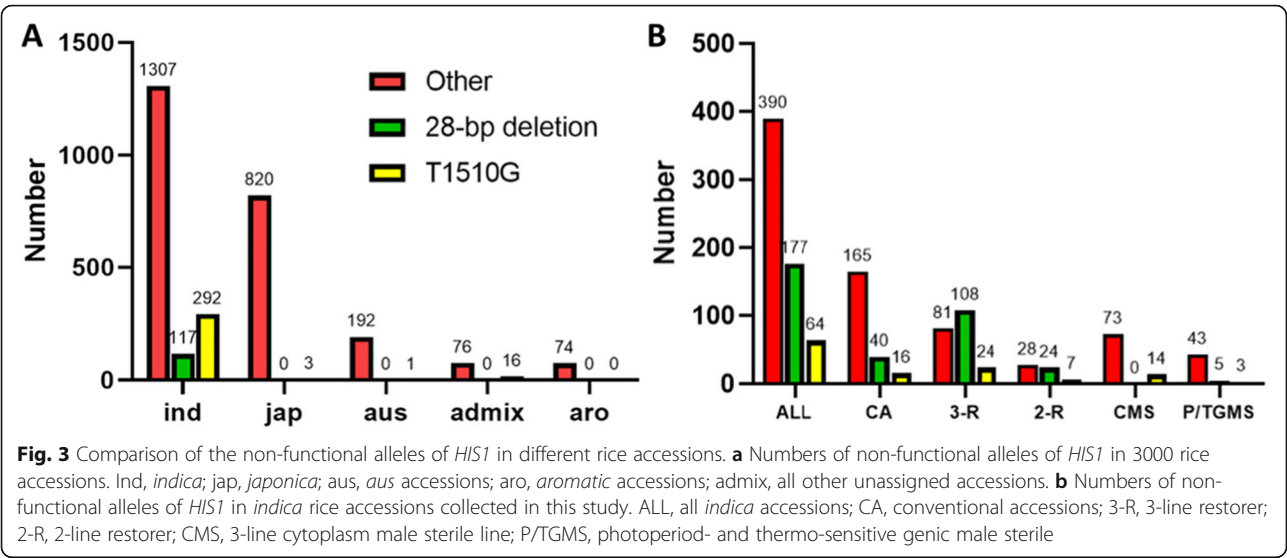 A
1500
1000
500
0
Number
1307
117
292
820
0
3
192
0
1
76
0
16
74
0
0
ind
jap
aus
admix
aro
Other
28-bp deletion
T1510G
B
500
400
300
200
100
0
Number
390
177
64
165
40
16
81
108
24
28
24
7
73
0
14
43
5
3
ALL
CA
3-R
2-R
CMS
P/TGMS
Fig. 3 Comparison of the non-functional alleles of HIS1 in different rice accessions. a Numbers of non-functional alleles of HIS1 in 3000 rice
accessions. Ind, indica; jap, japonica; aus, aus accessions; aro, aromatic accessions; admix, all other unassigned accessions. b Numbers of non-
functional alleles of HIS1 in indica rice accessions collected in this study. ALL, all indica accessions; CA, conventional accessions; 3-R, 3-line restorer;
2-R, 2-line restorer; CMS, 3-line cytoplasm male sterile line; P/TGMS, photoperiod- and thermo-sensitive genic male sterile